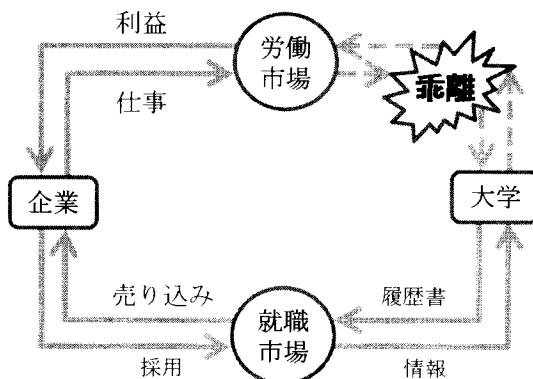 利益
労働
市場
乖離
仕事
企業
大学
売り込み
履歴書
就職
市場
採用
情報